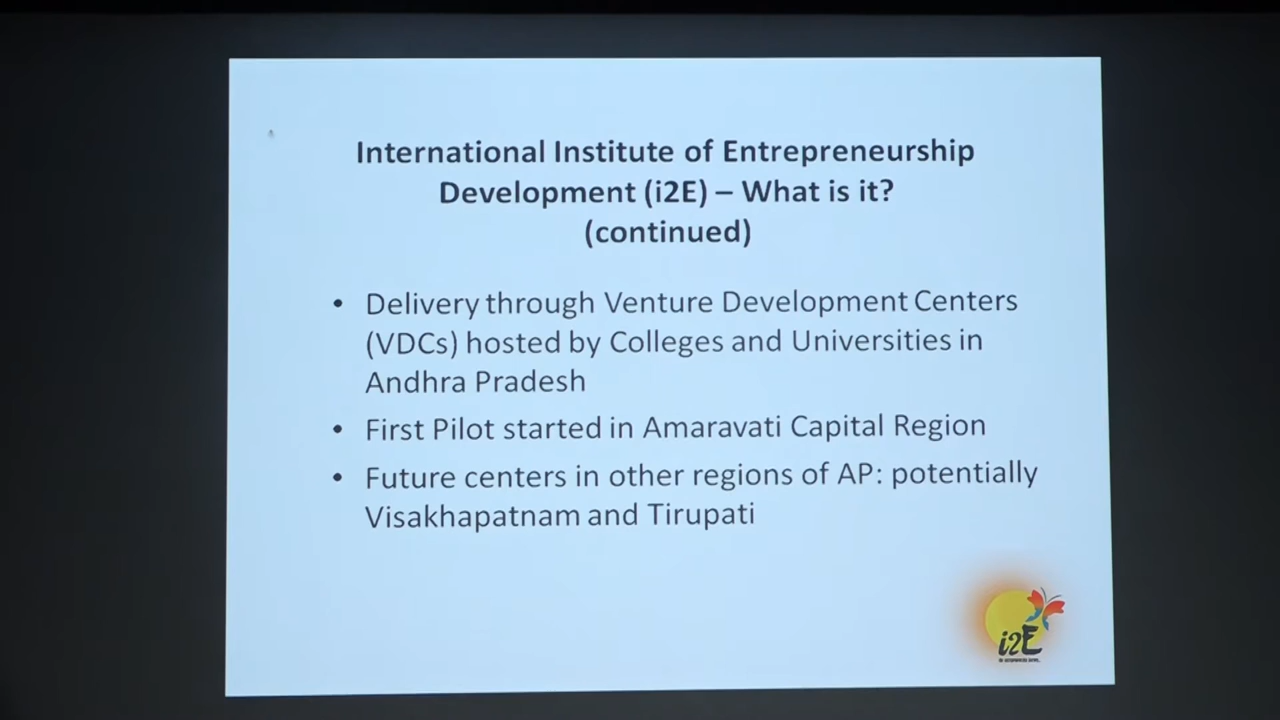 International Institute of Entrepreneurship
Development (i2E) – What is it?
(continued)
• Delivery through Venture Development Centers
(VDCs) hosted by Colleges and Universities in
Andhra Pradesh
• First Pilot started in Amaravati Capital Region
• Future centers in other regions of AP: potentially
Visakhapatnam and Tirupati
i2E